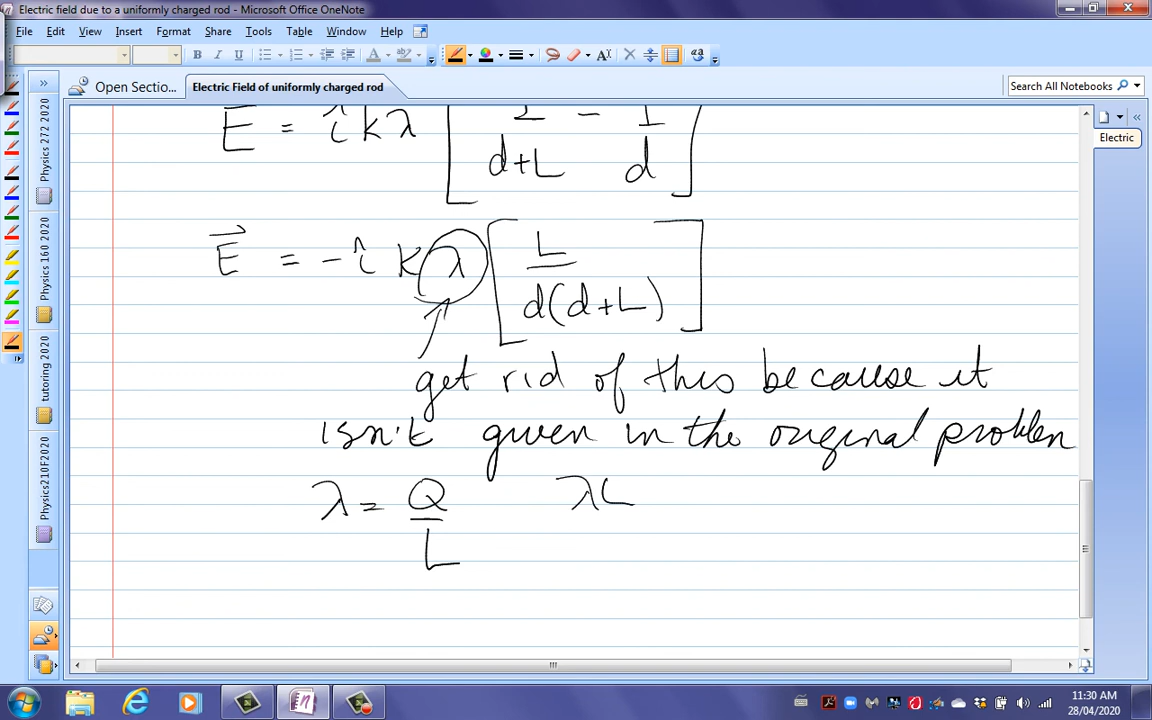 Electric field due to a uniformly charged rod - Microsoft Office OneNote
File Edit View Insert Format Share Tools Table Window Help
Open Sectio... Electric Field of uniformly charged rod
Search All Notebooks
Electric
Physics 272 2020
Physics 160 2020
tutoring 2020
Physics210F2020
E = î k λ [ 1/(d+L) - 1/d ]
E⃗ = -î k λ [ L/(d(d+L)) ]
get rid of this because it
isn't given in the original problem
λ = Q/L λL
11:30 AM
28/04/2020